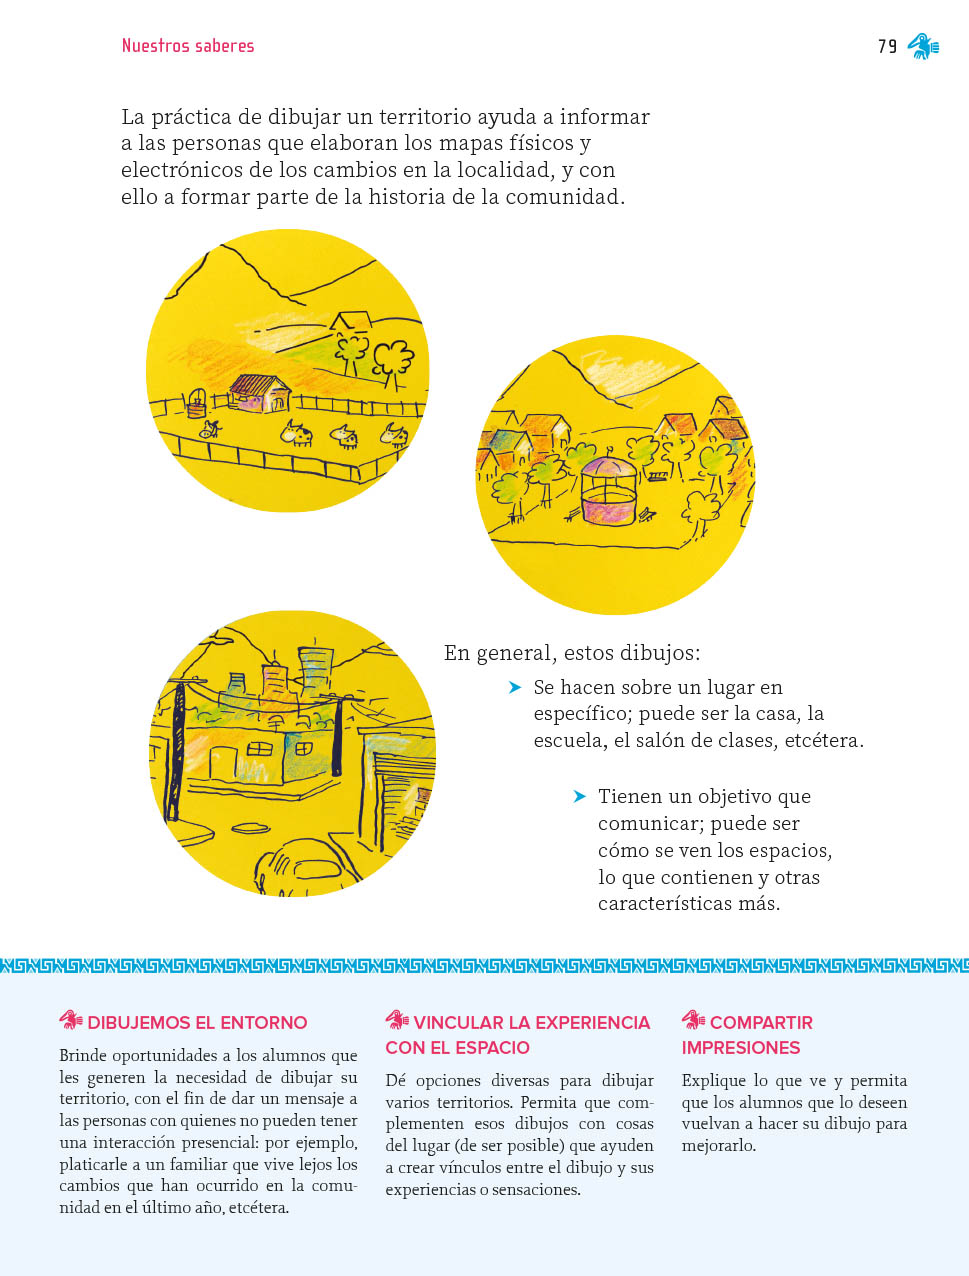 Nuestros saberes
79
La práctica de dibujar un territorio ayuda a informar
a las personas que elaboran los mapas físicos y
electrónicos de los cambios en la localidad, y con
ello a formar parte de la historia de la comunidad.
En general, estos dibujos:
Se hacen sobre un lugar en
específico; puede ser la casa, la
escuela, el salón de clases, etcétera.
Tienen un objetivo que
comunicar; puede ser
cómo se ven los espacios,
lo que contienen y otras
características más.
DIBUJEMOS EL ENTORNO
Brinde oportunidades a los alumnos que
les generen la necesidad de dibujar su
territorio, con el fin de dar un mensaje a
las personas con quienes no pueden tener
una interacción presencial: por ejemplo,
platicarle a un familiar que vive lejos los
cambios que han ocurrido en la comu-
nidad en el último año, etcétera.
VINCULAR LA EXPERIENCIA
CON EL ESPACIO
Dé opciones diversas para dibujar
varios territorios. Permita que com-
plementen esos dibujos con cosas
del lugar (de ser posible) que ayuden
a crear vínculos entre el dibujo y sus
experiencias o sensaciones.
COMPARTIR
IMPRESIONES
Explique lo que ve y permita
que los alumnos que lo deseen
vuelvan a hacer su dibujo para
mejorarlo.